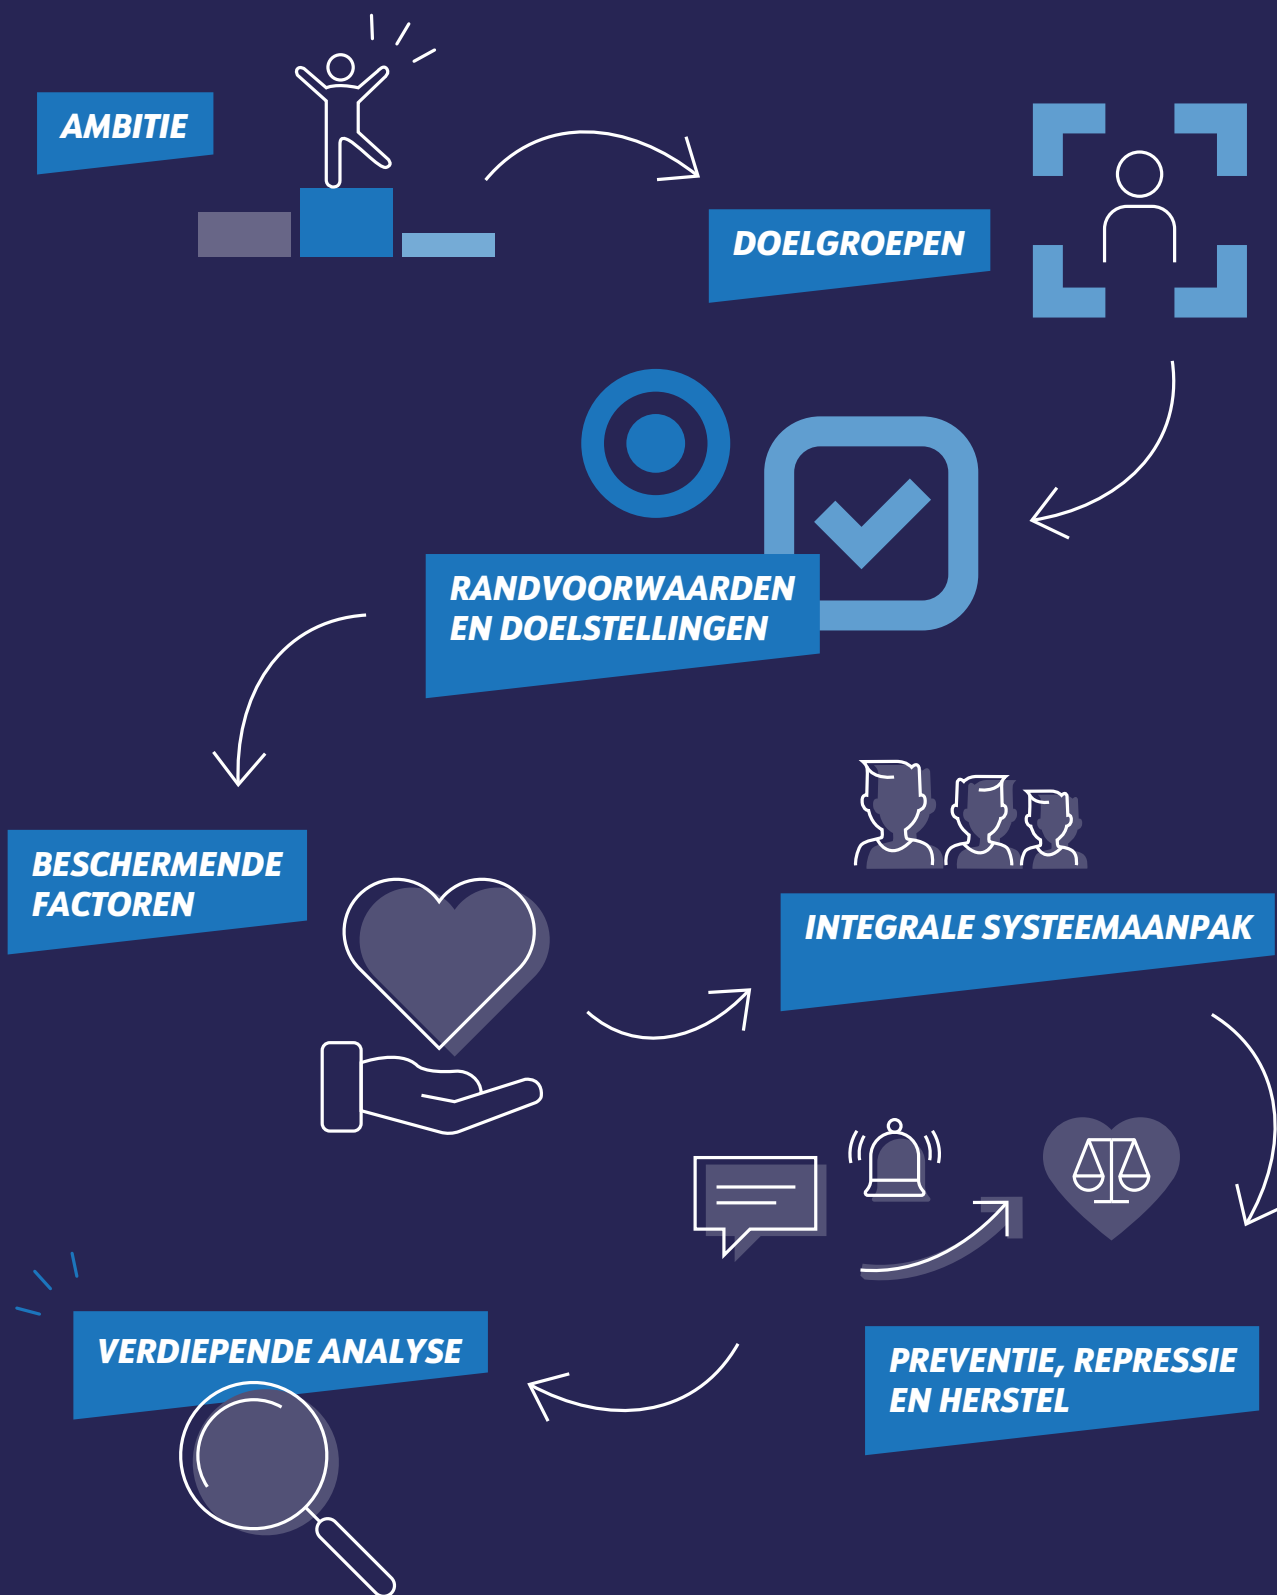 AMBITIE
DOELGROEPEN
RANDVOORWAARDEN
EN DOELSTELLINGEN
BESCHERMENDE
FACTOREN
INTEGRALE SYSTEEMAANPAK
PREVENTIE, REPRESSIE
EN HERSTEL
VERDIEPENDE ANALYSE